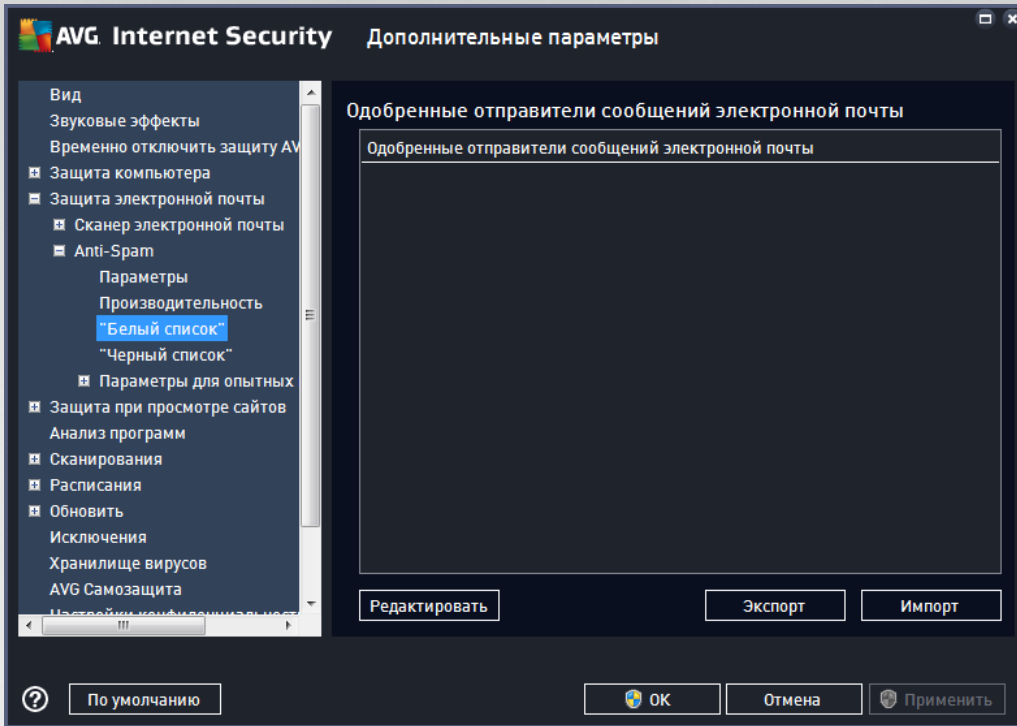 AVG Internet Security Дополнительные параметры
Вид
Звуковые эффекты
Временно отключить защиту AV
Защита компьютера
Защита электронной почты
Сканер электронной почты
Anti-Spam
Параметры
Производительность
"Белый список"
"Черный список"
Параметры для опытных
Защита при просмотре сайтов
Анализ программ
Сканирования
Расписания
Обновить
Исключения
Хранилище вирусов
AVG Самозащита
Настройки конфиденциальност
Одобренные отправители сообщений электронной почты
Одобренные отправители сообщений электронной почты
Редактировать
Экспорт
Импорт
По умолчанию
ОК
Отмена
Применить